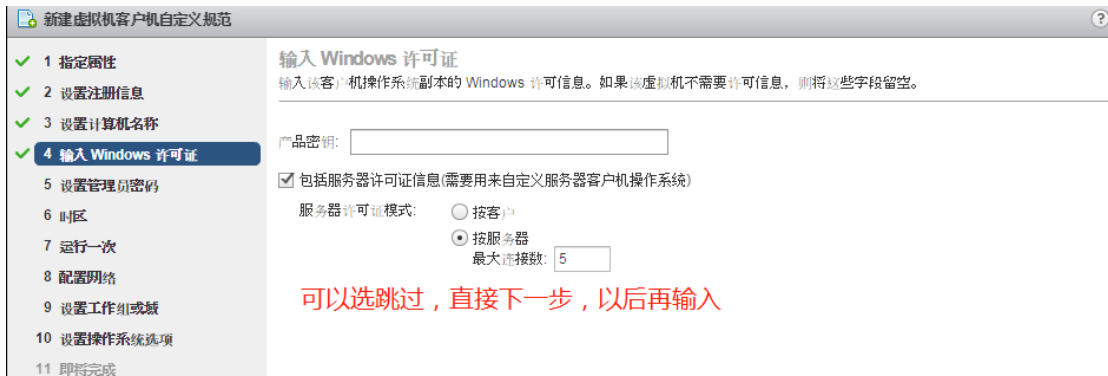 新建虚拟机客户机自定义规范
?
1 指定属性
2 设置注册信息
3 设置计算机名称
4 输入 Windows 许可证
5 设置管理员密码
6 时区
7 运行一次
8 配置网络
9 设置工作组或域
10 设置操作系统选项
11 即将完成
输入 Windows 许可证
输入该客户机操作系统副本的 Windows 许可信息。如果该虚拟机不需要许可信息，则将这些字段留空。
产品密钥:
包括服务器许可证信息(需要用来自定义服务器客户机操作系统)
服务器许可证模式:
按客户
按服务器
最大连接数: 5
可以选跳过，直接下一步，以后再输入